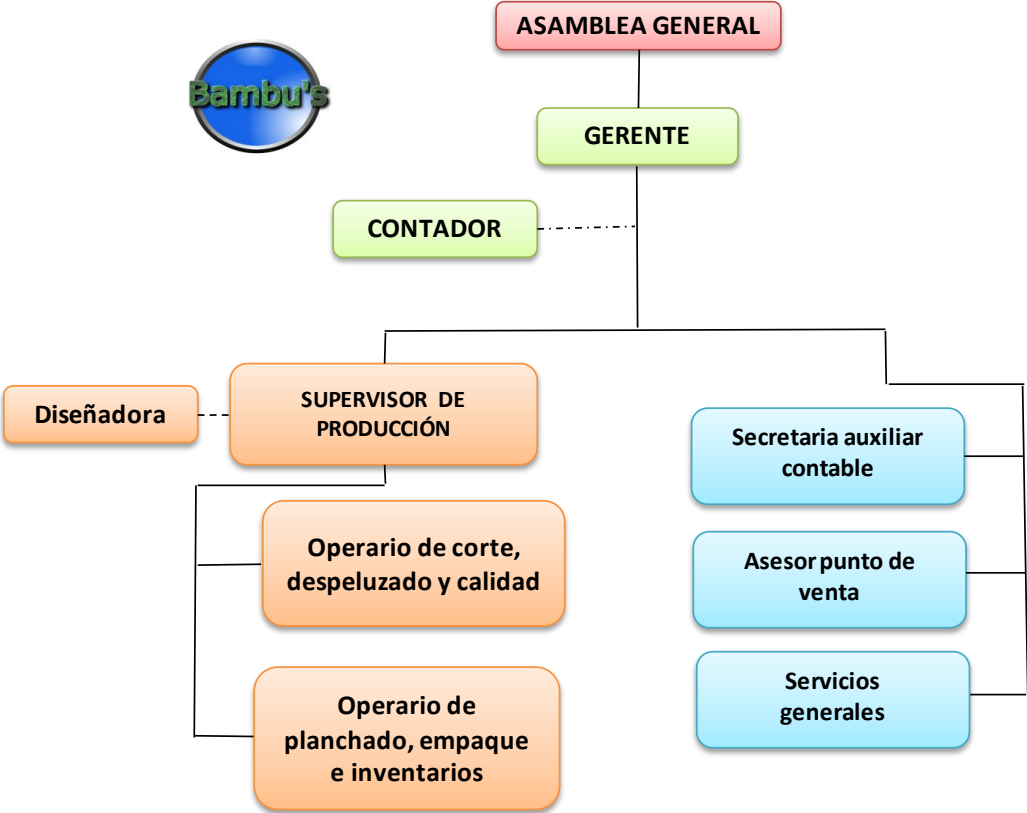 ASAMBLEA GENERAL
Bambu's
GERENTE
CONTADOR
Diseñadora
SUPERVISOR DE
PRODUCCIÓN
Secretaria auxiliar
contable
Operario de corte,
despeluzado y calidad
Asesor punto de
venta
Servicios
generales
Operario de
planchado, empaque
e inventarios